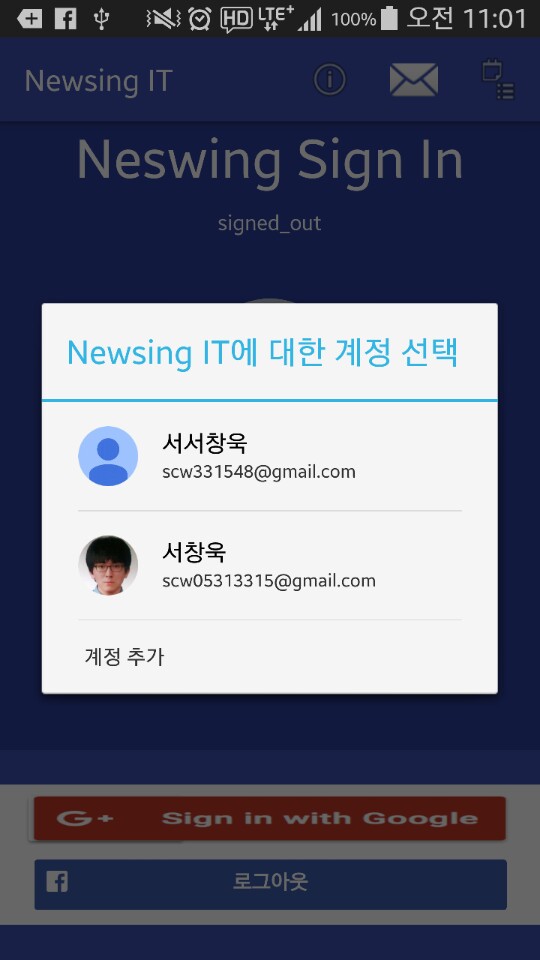 HD LTE+ 100% 오전 11:01
Newsing IT
Neswing Sign In
signed_out
Newsing IT에 대한 계정 선택
서서창욱
scw331548@gmail.com
서창욱
scw05313315@gmail.com
계정 추가
G+ Sign in with Google
로그아웃